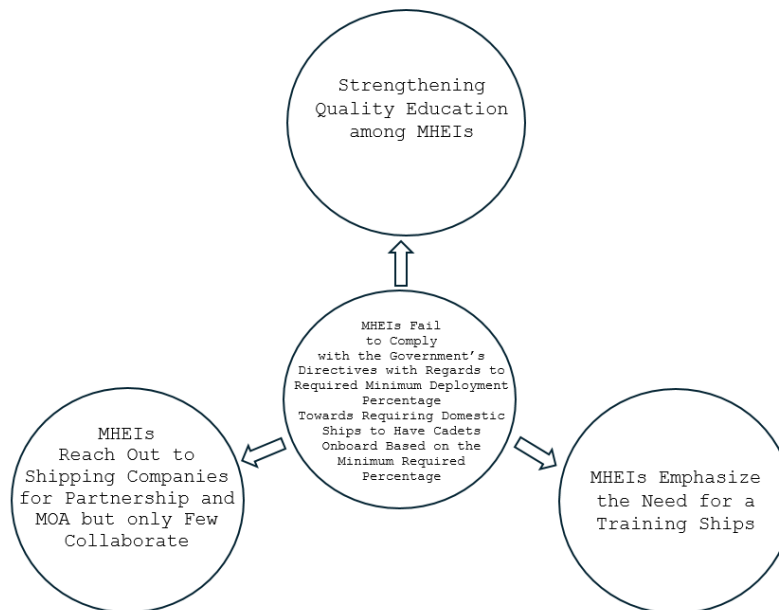 Strengthening
Quality Education
among MHEIs
MHEIs Fail
to Comply
with the Government’s
Directives with Regards to
Required Minimum Deployment
Percentage
Towards Requiring Domestic
Ships to Have Cadets
Onboard Based on the
Minimum Required
Percentage
MHEIs
Reach Out to
Shipping Companies
for Partnership and
MOA but only Few
Collaborate
MHEIs Emphasize
the Need for a
Training Ships